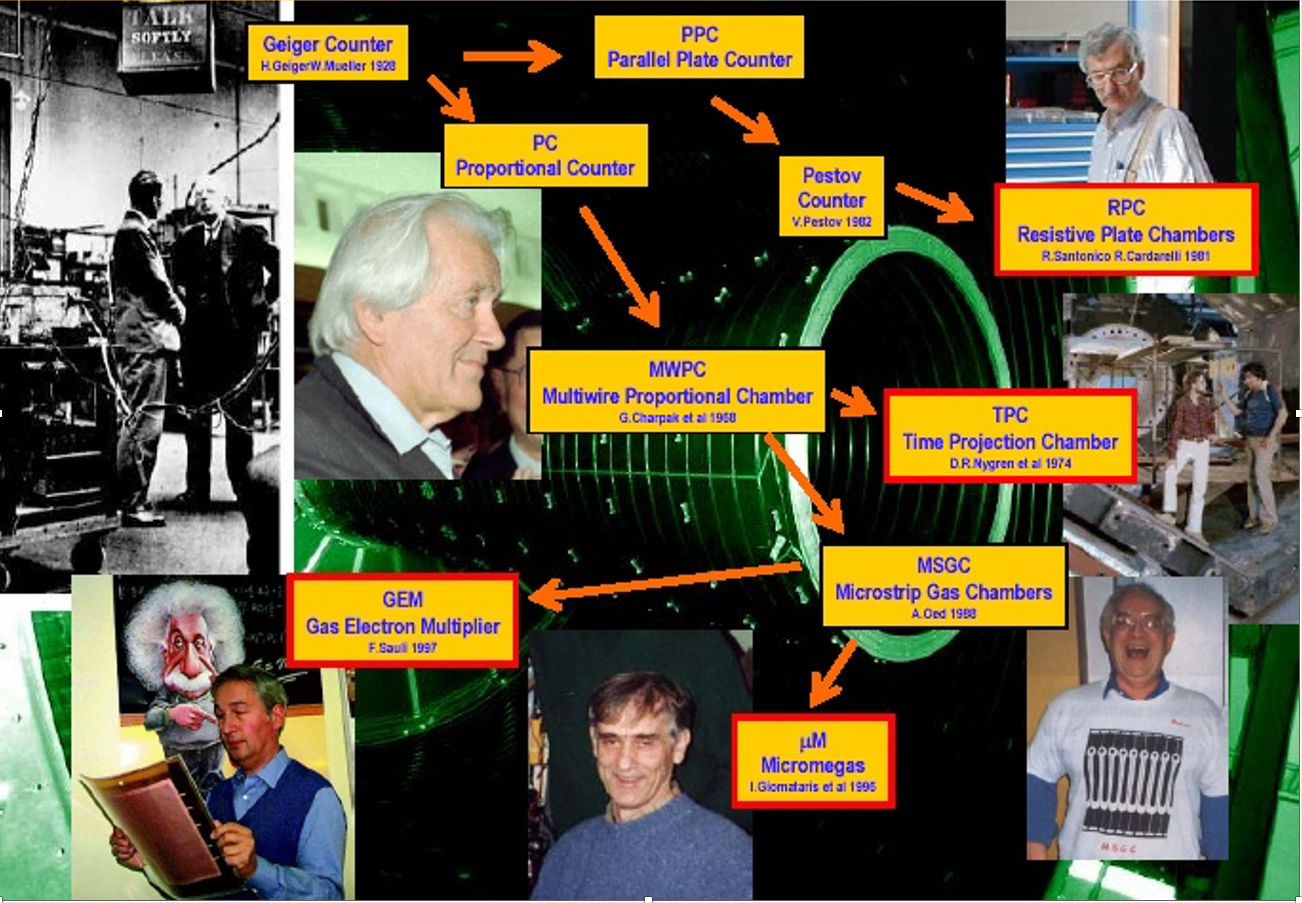 TALK
SOFTLY
PLEASE
Geiger Counter
H.GeigerW.Mueller 1928
PPC
Parallel Plate Counter
PC
Proportional Counter
Pestov
Counter
V.Pestov 1982
RPC
Resistive Plate Chambers
R.Santonico R.Cardarelli 1981
MWPC
Multiwire Proportional Chamber
G.Charpak et al 1968
TPC
Time Projection Chamber
D.R.Nygren et al 1974
MSGC
Microstrip Gas Chambers
A.Oed 1988
GEM
Gas Electron Multiplier
F.Sauli 1997
µM
Micromegas
I.Giomataris et al 1996
MSGC